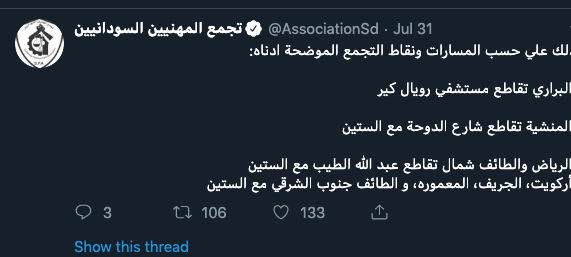 تجمع المهنيين السودانيين @AssociationSd · Jul 31
علي حسب المسارات ونقاط التجمع الموضحة ادناه:
البراري تقاطع مستشفي رويال كير
المنشية تقاطع شارع الدوحة مع الستين
الرياض والطائف شمال تقاطع عبد الله الطيب مع الستين
أركويت، الجريف، المعموره، و الطائف جنوب الشرقي مع الستين
3 106 133
Show this thread